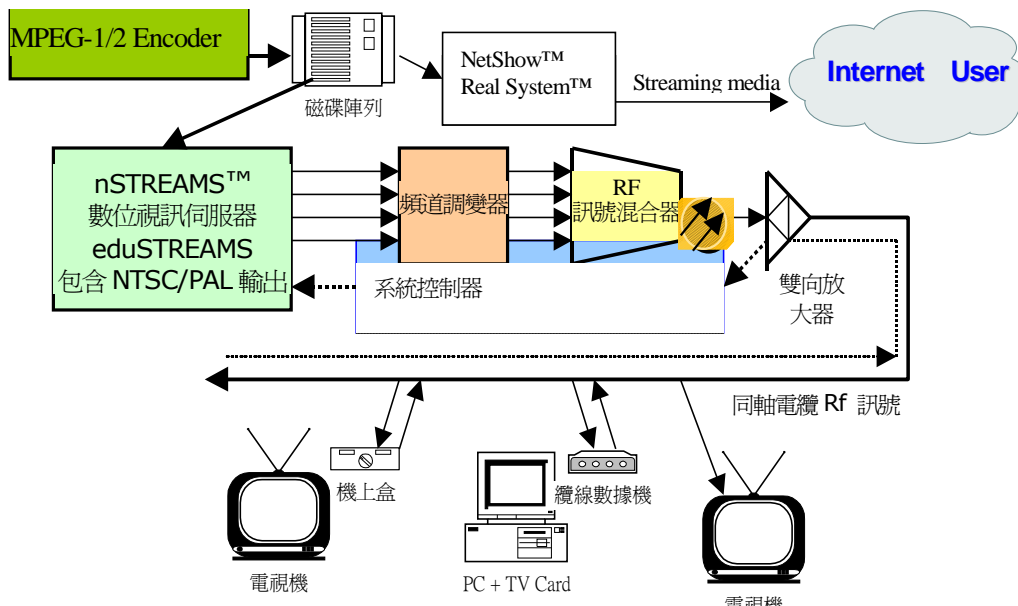 MPEG-1/2 Encoder
磁碟陣列
NetShow™
Real System™
Streaming media
Internet User
nSTREAMS™
數位視訊伺服器
eduSTREAMS
包含 NTSC/PAL 輸出
頻道調變器
RF
訊號混合器
系統控制器
雙向放
大器
同軸電纜 Rf 訊號
機上盒
纜線數據機
電視機
PC + TV Card
電視機